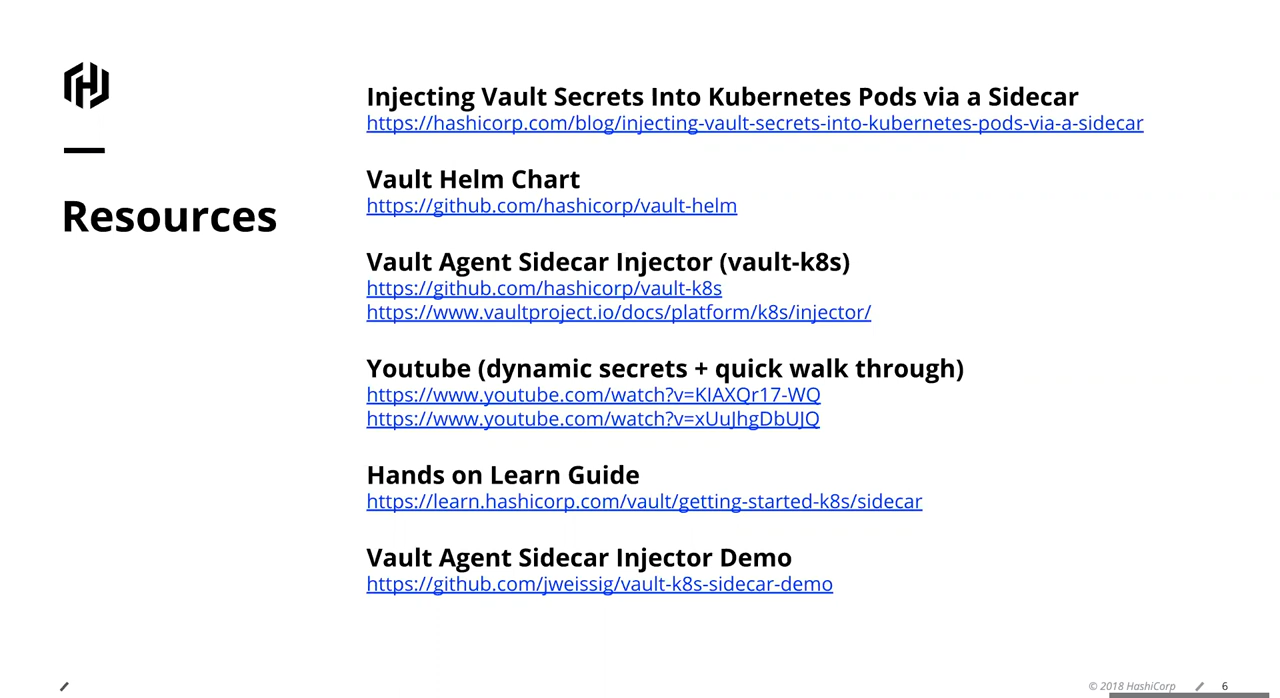 Resources
Injecting Vault Secrets Into Kubernetes Pods via a Sidecar
https://hashicorp.com/blog/injecting-vault-secrets-into-kubernetes-pods-via-a-sidecar
Vault Helm Chart
https://github.com/hashicorp/vault-helm
Vault Agent Sidecar Injector (vault-k8s)
https://github.com/hashicorp/vault-k8s
https://www.vaultproject.io/docs/platform/k8s/injector/
Youtube (dynamic secrets + quick walk through)
https://www.youtube.com/watch?v=KIAXQr17-WQ
https://www.youtube.com/watch?v=xUuJhgDbUJQ
Hands on Learn Guide
https://learn.hashicorp.com/vault/getting-started-k8s/sidecar
Vault Agent Sidecar Injector Demo
https://github.com/jweissig/vault-k8s-sidecar-demo
© 2018 HashiCorp
6